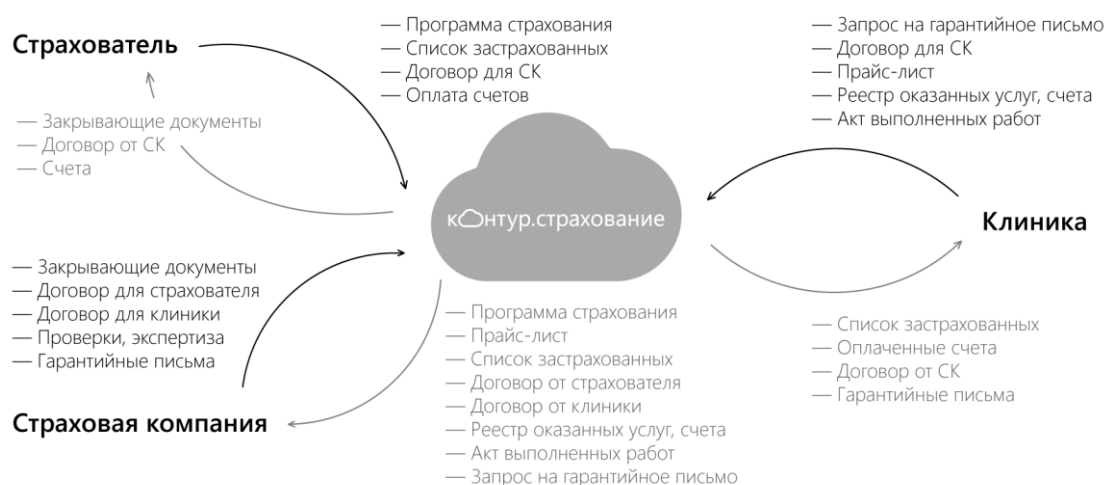 Страхователь
— Закрывающие документы
— Договор от СК
— Счета
— Программа страхования
— Список застрахованных
— Договор для СК
— Оплата счетов
— Запрос на гарантийное письмо
— Договор для СК
— Прайс-лист
— Реестр оказанных услуг, счета
— Акт выполненных работ
контур.страхование
Клиника
— Закрывающие документы
— Договор для страхователя
— Договор для клиники
— Проверки, экспертиза
— Гарантийные письма
Страховая компания
— Программа страхования
— Прайс-лист
— Список застрахованных
— Договор от страхователя
— Договор от клиники
— Реестр оказанных услуг, счета
— Акт выполненных работ
— Запрос на гарантийное письмо
— Список застрахованных
— Оплаченные счета
— Договор от СК
— Гарантийные письма